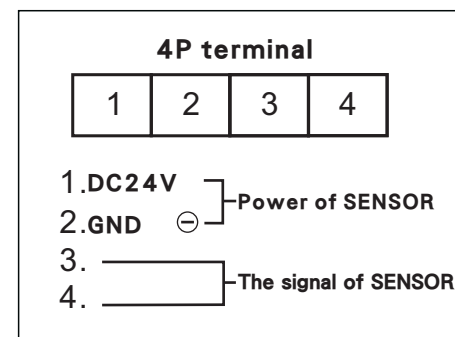 4P terminal
1 2 3 4
1.DC24V
2.GND ⊖
Power of SENSOR
3.
4.
The signal of SENSOR